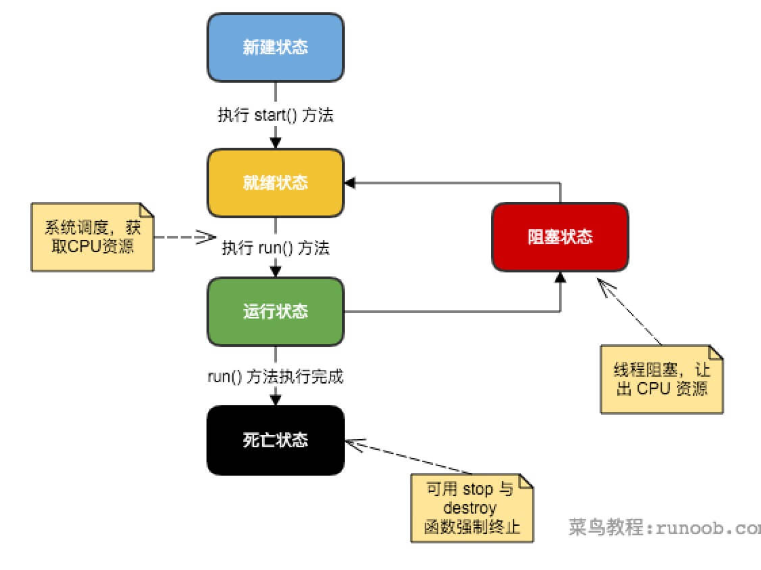 新建状态
执行 start() 方法
就绪状态
系统调度，获
取CPU资源
执行 run() 方法
阻塞状态
运行状态
线程阻塞，让
出 CPU 资源
run() 方法执行完成
死亡状态
可用 stop 与
destroy
函数强制终止
菜鸟教程:runoob.com